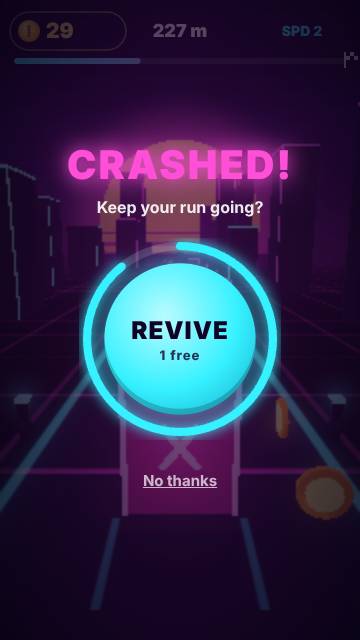 29
227 m
SPD 2
CRASHED!
Keep your run going?
REVIVE
1 free
No thanks